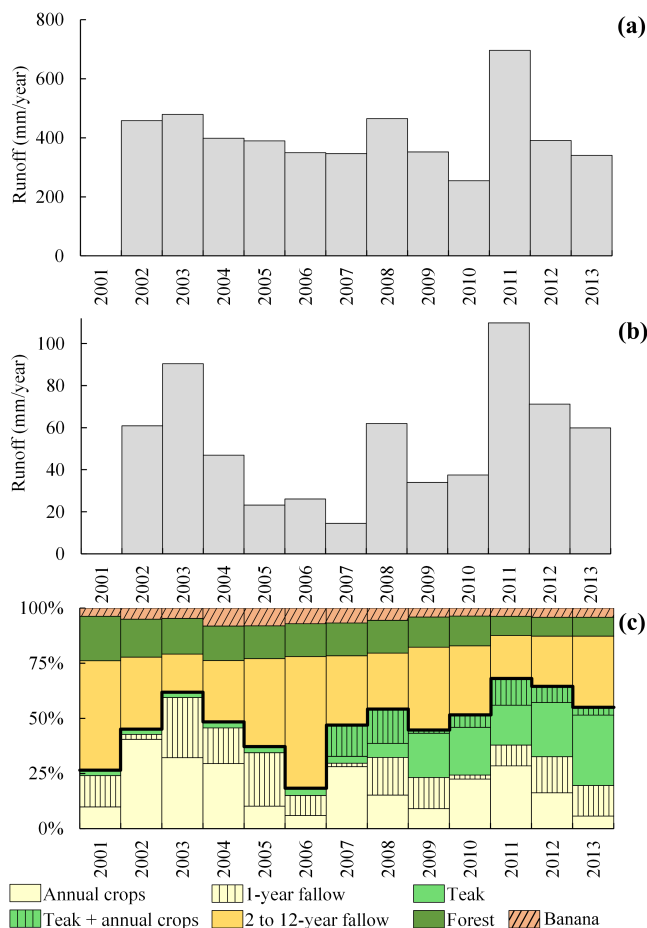 (a)
Runoff (mm/year)
800
600
400
200
0
2001 2002 2003 2004 2005 2006 2007 2008 2009 2010 2011 2012 2013
(b)
Runoff (mm/year)
100
80
60
40
20
0
2001 2002 2003 2004 2005 2006 2007 2008 2009 2010 2011 2012 2013
(c)
100%
75%
50%
25%
0%
2001 2002 2003 2004 2005 2006 2007 2008 2009 2010 2011 2012 2013
Annual crops 1-year fallow Teak
Teak + annual crops 2 to 12-year fallow Forest Banana